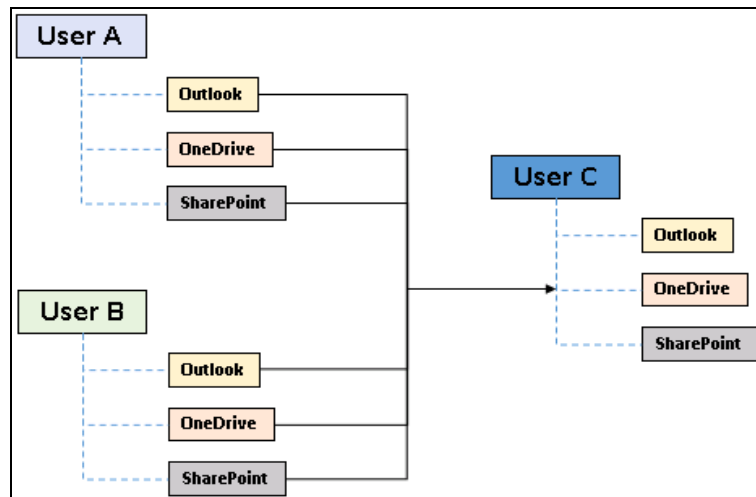 User A
Outlook
OneDrive
SharePoint
User B
Outlook
OneDrive
SharePoint
User C
Outlook
OneDrive
SharePoint